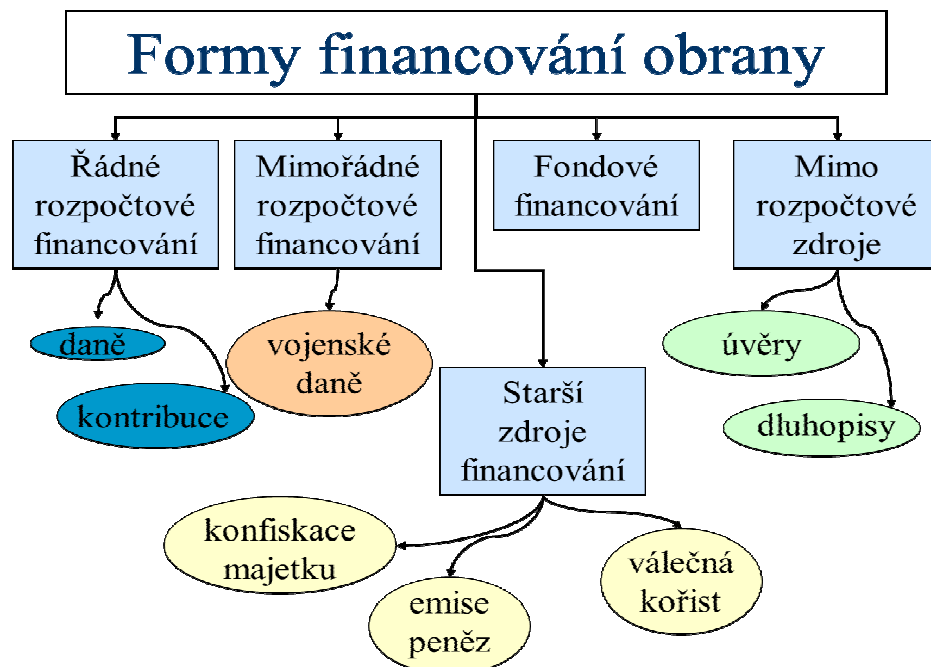 Formy financování obrany
Řádné
rozpočtové
financování
Mimořádné
rozpočtové
financování
Fondové
financování
Mimo
rozpočtové
zdroje
daně
kontribuce
vojenské
daně
Starší
zdroje
financování
úvěry
dluhopisy
konfiskace
majetku
emise
peněz
válečná
kořist